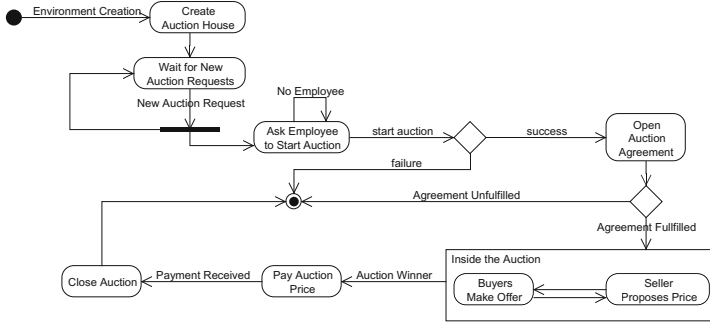 Environment Creation
Create
Auction House
Wait for New
Auction Requests
New Auction Request
No Employee
Ask Employee
to Start Auction
start auction
success
failure
Open
Auction
Agreement
Agreement Unfulfilled
Agreement Fullfilled
Inside the Auction
Buyers
Make Offer
Seller
Proposes Price
Auction Winner
Pay Auction
Price
Payment Received
Close Auction